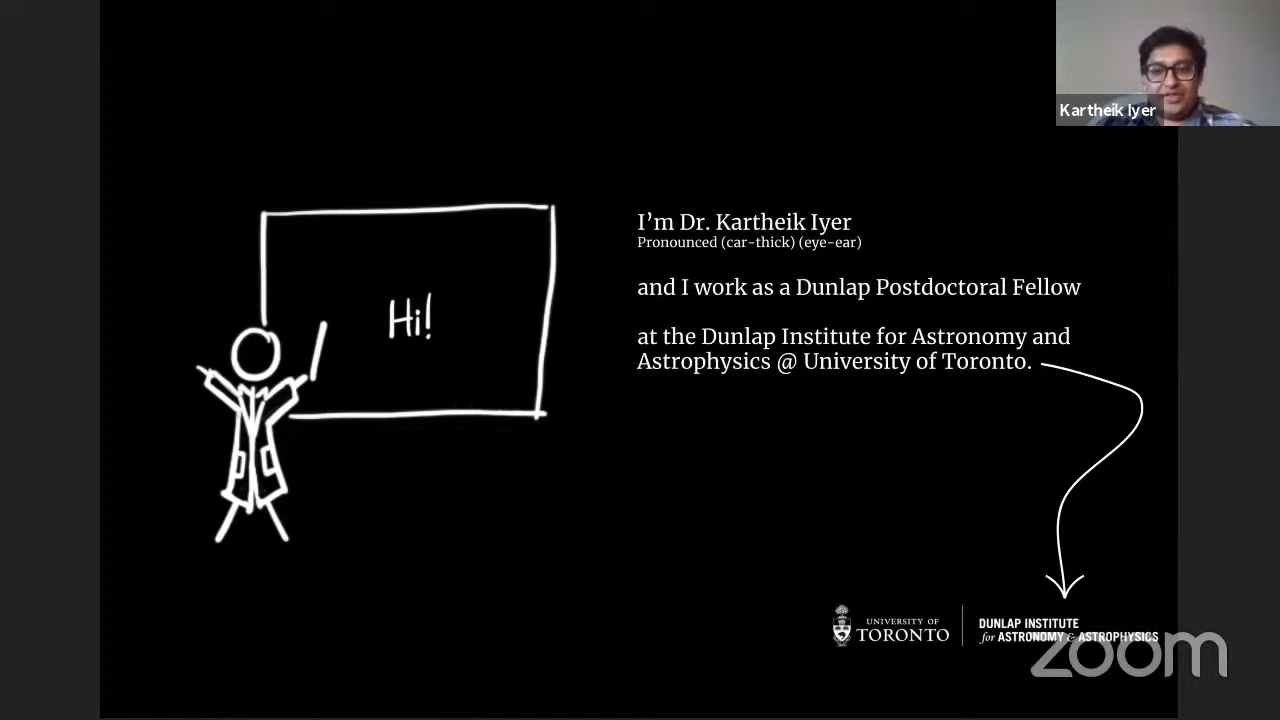 Kartheik Iyer
I’m Dr. Kartheik Iyer
Pronounced (car-thick) (eye-ear)
Hi!
and I work as a Dunlap Postdoctoral Fellow
at the Dunlap Institute for Astronomy and
Astrophysics @ University of Toronto.
UNIVERSITY OF
TORONTO
DUNLAP INSTITUTE
for ASTRONOMY & ASTROPHYSICS
zoom